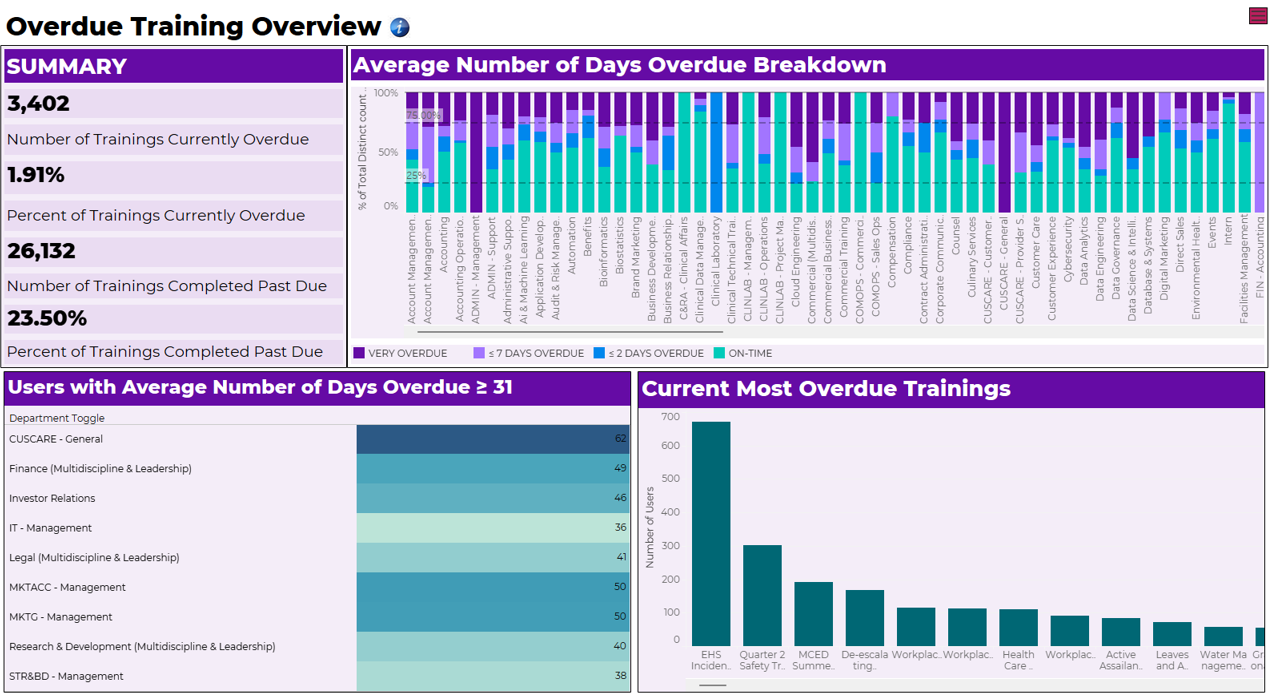 Overdue Training Overview
SUMMARY
3,402
Number of Trainings Currently Overdue
1.91%
Percent of Trainings Currently Overdue
26,132
Number of Trainings Completed Past Due
23.50%
Percent of Trainings Completed Past Due
Average Number of Days Overdue Breakdown
% of Total Distinct count ..
100%
75.00%
50%
25%
0%
Account Managemen..
Account Managemen..
Accounting
Accounting Operatio..
ADMIN - Management
ADMIN - Support
Administrative Suppo..
Ai & Machine Learning
Application Develop..
Audit & Risk Manage..
Automation
Benefits
Bioinformatics
Biostatistics
Brand Marketing
Business Developme..
Business Relationship..
C&RA - Clinical Affairs
Clinical Data Manage..
Clinical Laboratory
Clinical Technical Trai..
CLINLAB - Managem..
CLINLAB - Operations
CLINLAB - Project Ma..
Cloud Engineering
Commercial (Multidis..
Commercial Business..
Commercial Training
COMOPS - Commerci..
COMOPS - Sales Ops
Compensation
Compliance
Contract Administrati..
Corporate Communic..
Counsel
Culinary Services
CUSCARE - Customer..
CUSCARE - General
CUSCARE - Provider S..
Customer Care
Customer Experience
Cybersecurity
Data Analytics
Data Engineering
Data Governance
Data Science & Intelli..
Database & Systems
Digital Marketing
Direct Sales
Environmental Healt..
Events
Intern
Facilities Management
FIN - Accounting
VERY OVERDUE
≤ 7 DAYS OVERDUE
≤ 2 DAYS OVERDUE
ON-TIME
Users with Average Number of Days Overdue ≥ 31
Department Toggle
CUSCARE - General 62
Finance (Multidiscipline & Leadership) 49
Investor Relations 46
IT - Management 36
Legal (Multidiscipline & Leadership) 41
MKTACC - Management 50
MKTG - Management 50
Research & Development (Multidiscipline & Leadership) 40
STR&BD - Management 38
Current Most Overdue Trainings
Number of Users
700
600
500
400
300
200
100
0
EHS
Inciden..
Quarter 2
Safety Tr..
MCED
Summe..
De-escala
ting..
Workplac..
Workplac..
Health
Care ..
Workplac..
Active
Assailan..
Leaves
and A..
Water Ma
nageme..
Gr
on